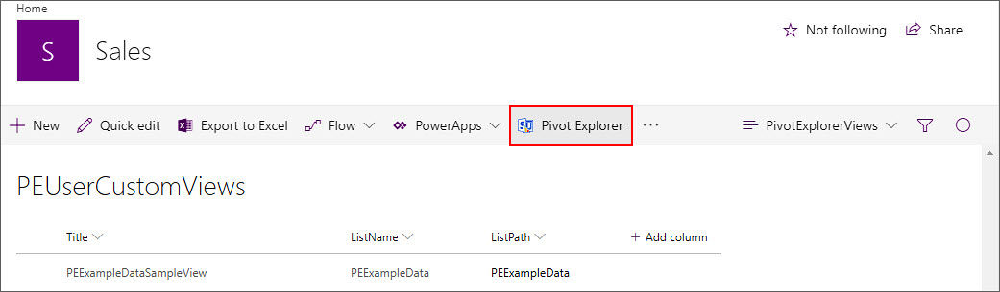 Home
S
Sales
Not following
Share
New Quick edit Export to Excel Flow PowerApps Pivot Explorer ... PivotExplorerViews
PEUserCustomViews
Title ListName ListPath + Add column
PEExampleDataSampleView PEExampleData PEExampleData